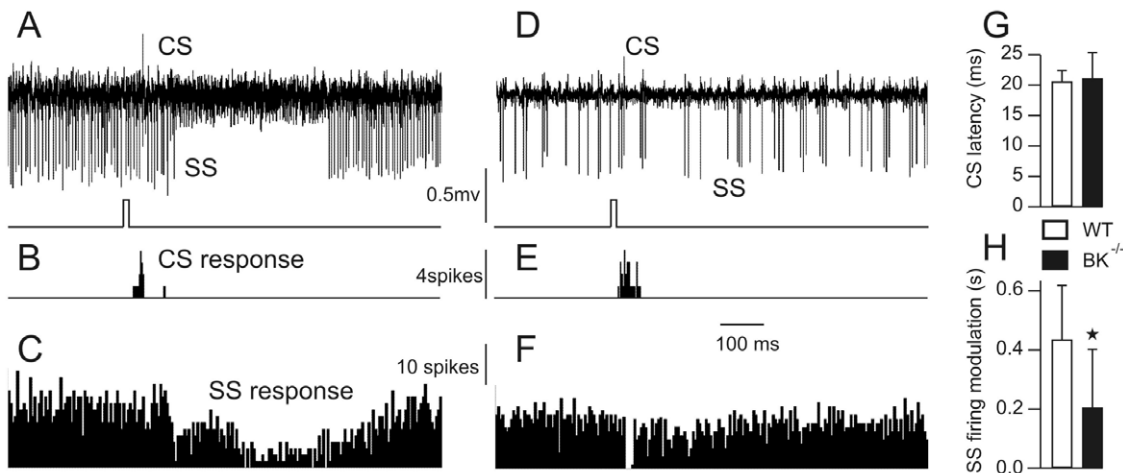 A
CS
SS
0.5mv
B
CS response
4spikes
C
10 spikes
SS response
D
CS
SS
E
100 ms
F
G
CS latency (ms)
25
20
15
10
5
0
WT
BK-/-
H
SS firing modulation (s)
0.6
0.4
0.2
0.0
★